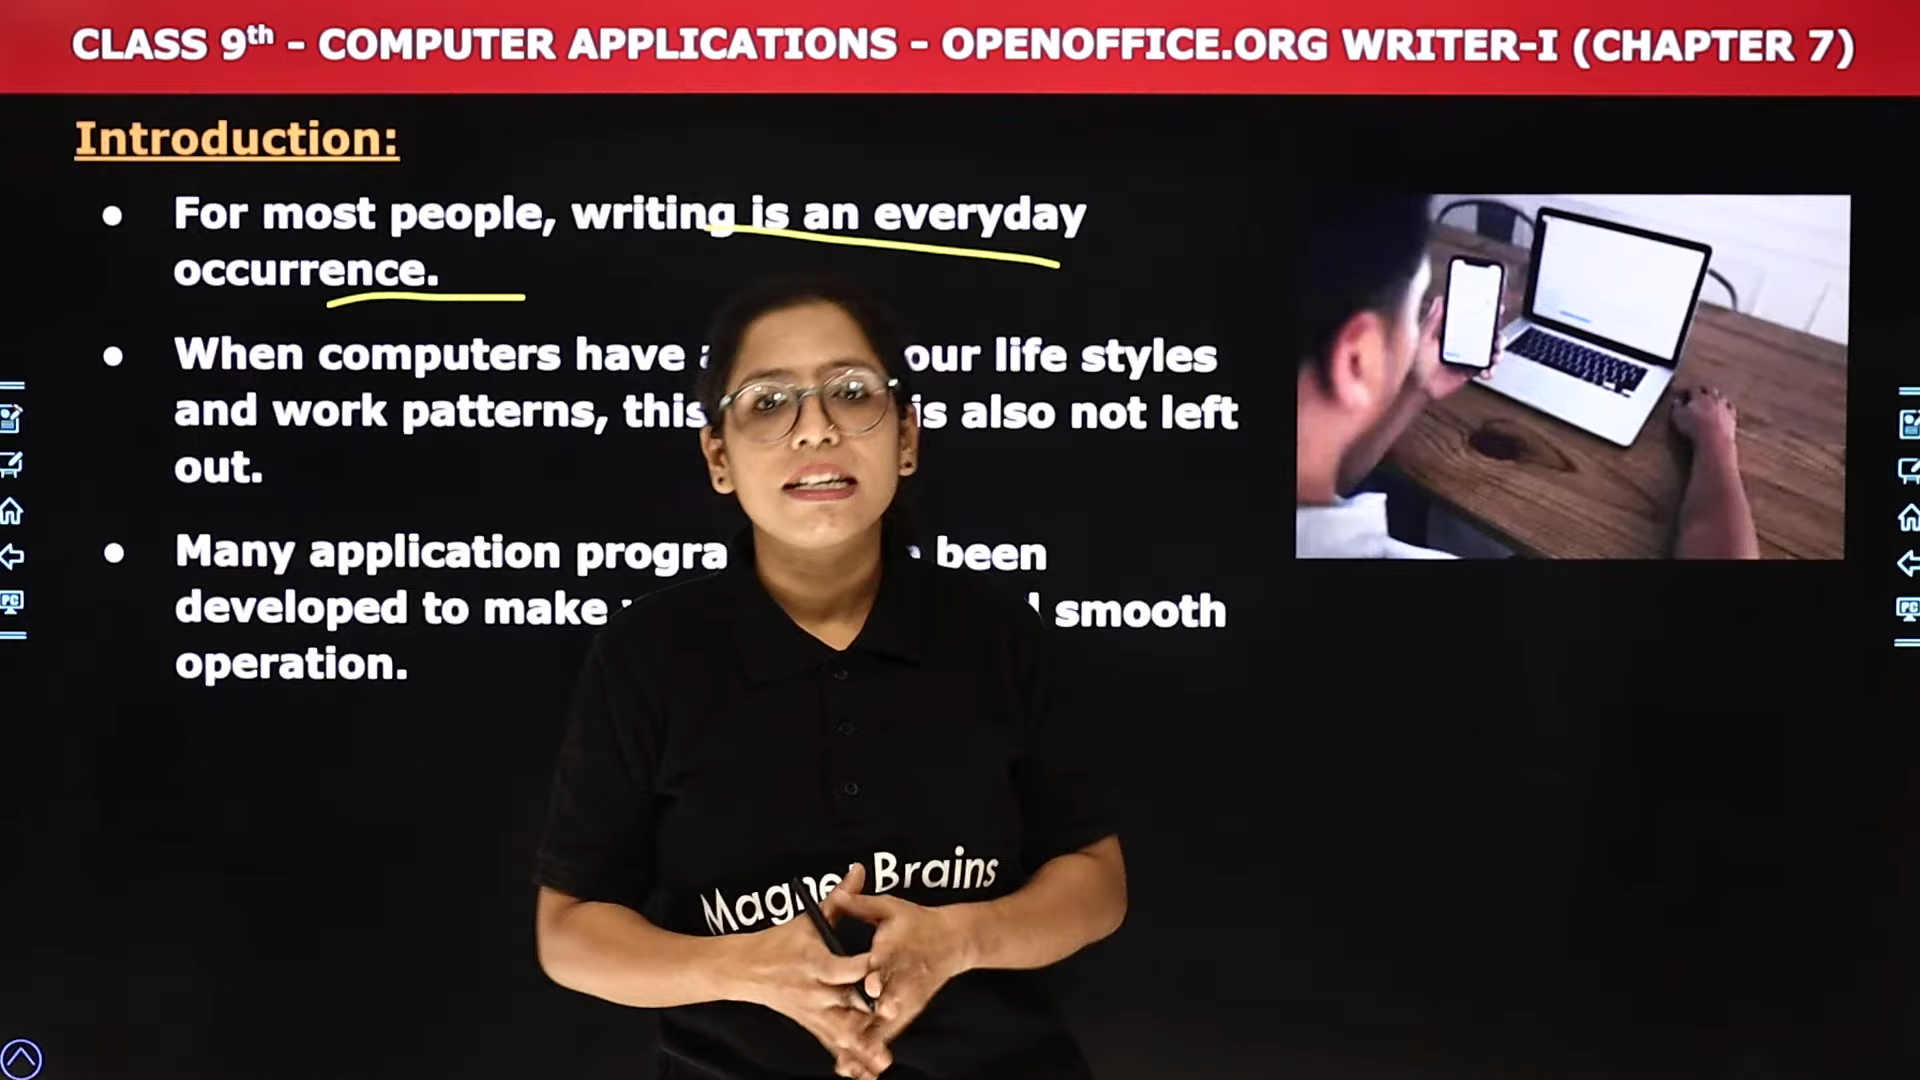 CLASS 9th - COMPUTER APPLICATIONS - OPENOFFICE.ORG WRITER-I (CHAPTER 7)
Introduction:
● For most people, writing is an everyday
occurrence.
● When computers have our life styles
and work patterns, this is also not left
out.
● Many application been
developed to make smooth
operation.
Brains
PC
PC